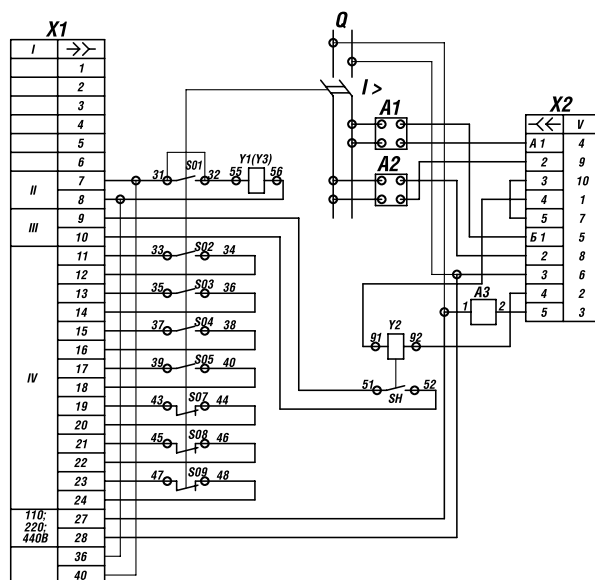 X1
Q
I
1
2
3
4
5
6
II
7
8
III
9
10
IV
11
12
13
14
15
16
17
18
19
20
21
22
23
24
110;
220;
440В
27
28
36
40
31 S01 32
55 Y1(Y3) 56
33 S02 34
35 S03 36
37 S04 38
39 S05 40
43 S07 44
45 S08 46
47 S09 48
I >
A1
A2
A3
1 2
91 Y2 92
51 SH 52
X2
V
А1 4
2 9
3 10
4 1
5 7
Б1 5
2 8
3 6
4 2
5 3